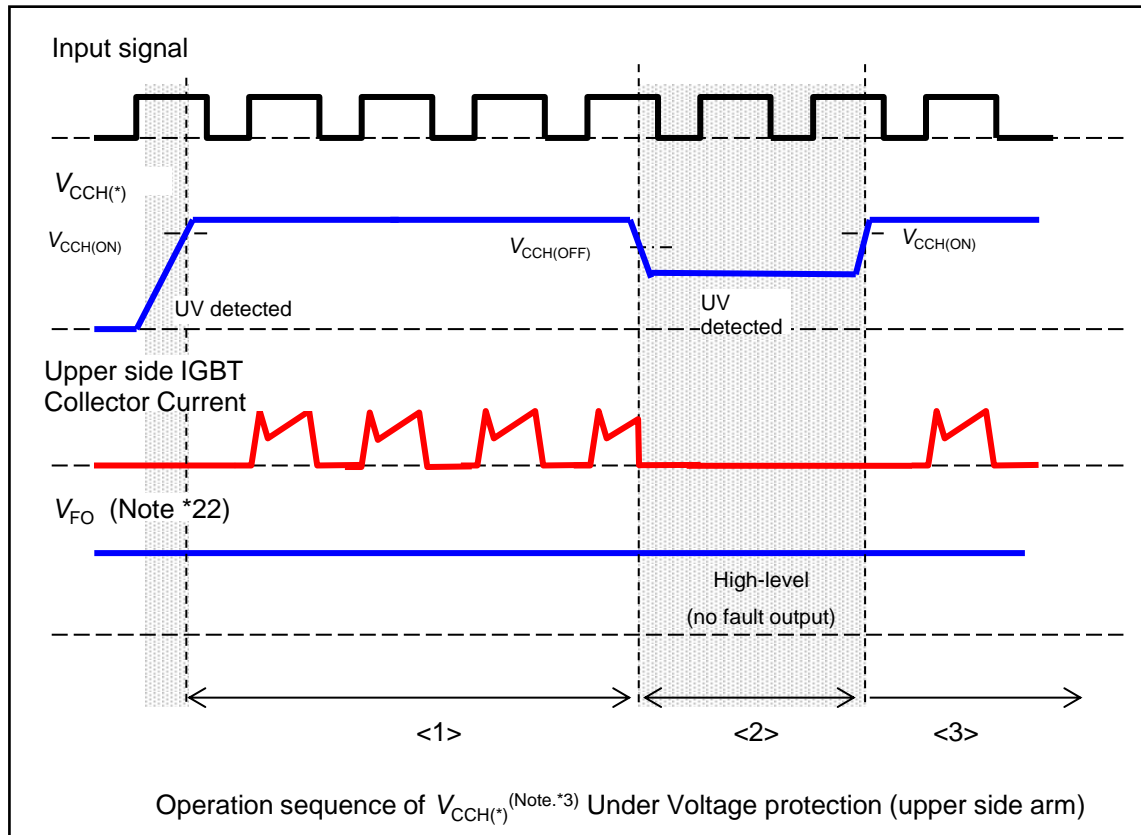 Input signal
VCCH(*)
VCCH(ON)
VCCH(OFF)
VCCH(ON)
UV detected
UV
detected
Upper side IGBT
Collector Current
VFO (Note *22)
High-level
(no fault output)
<1>
<2>
<3>
Operation sequence of VCCH(*)(Note.*3) Under Voltage protection (upper side arm)